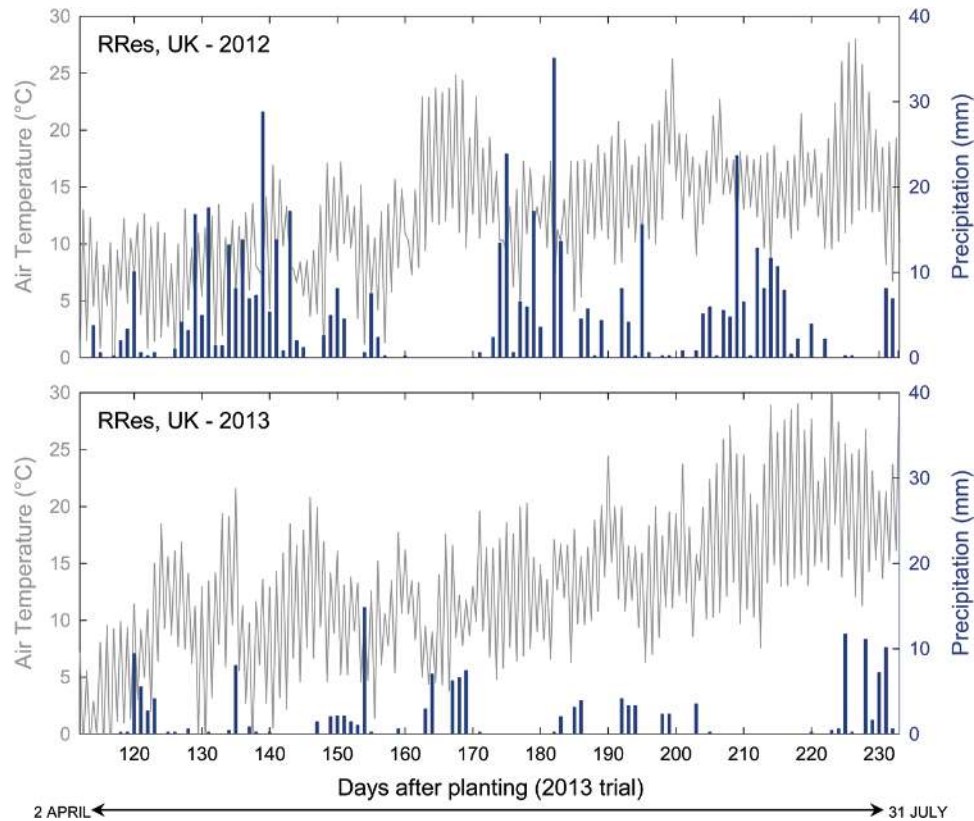 RRes, UK - 2012
Air Temperature (°C)
30
25
20
15
10
5
0
Precipitation (mm)
40
30
20
10
0
RRes, UK - 2013
Air Temperature (°C)
30
25
20
15
10
5
0
Precipitation (mm)
40
30
20
10
0
120 130 140 150 160 170 180 190 200 210 220 230
Days after planting (2013 trial)
2 APRIL 31 JULY